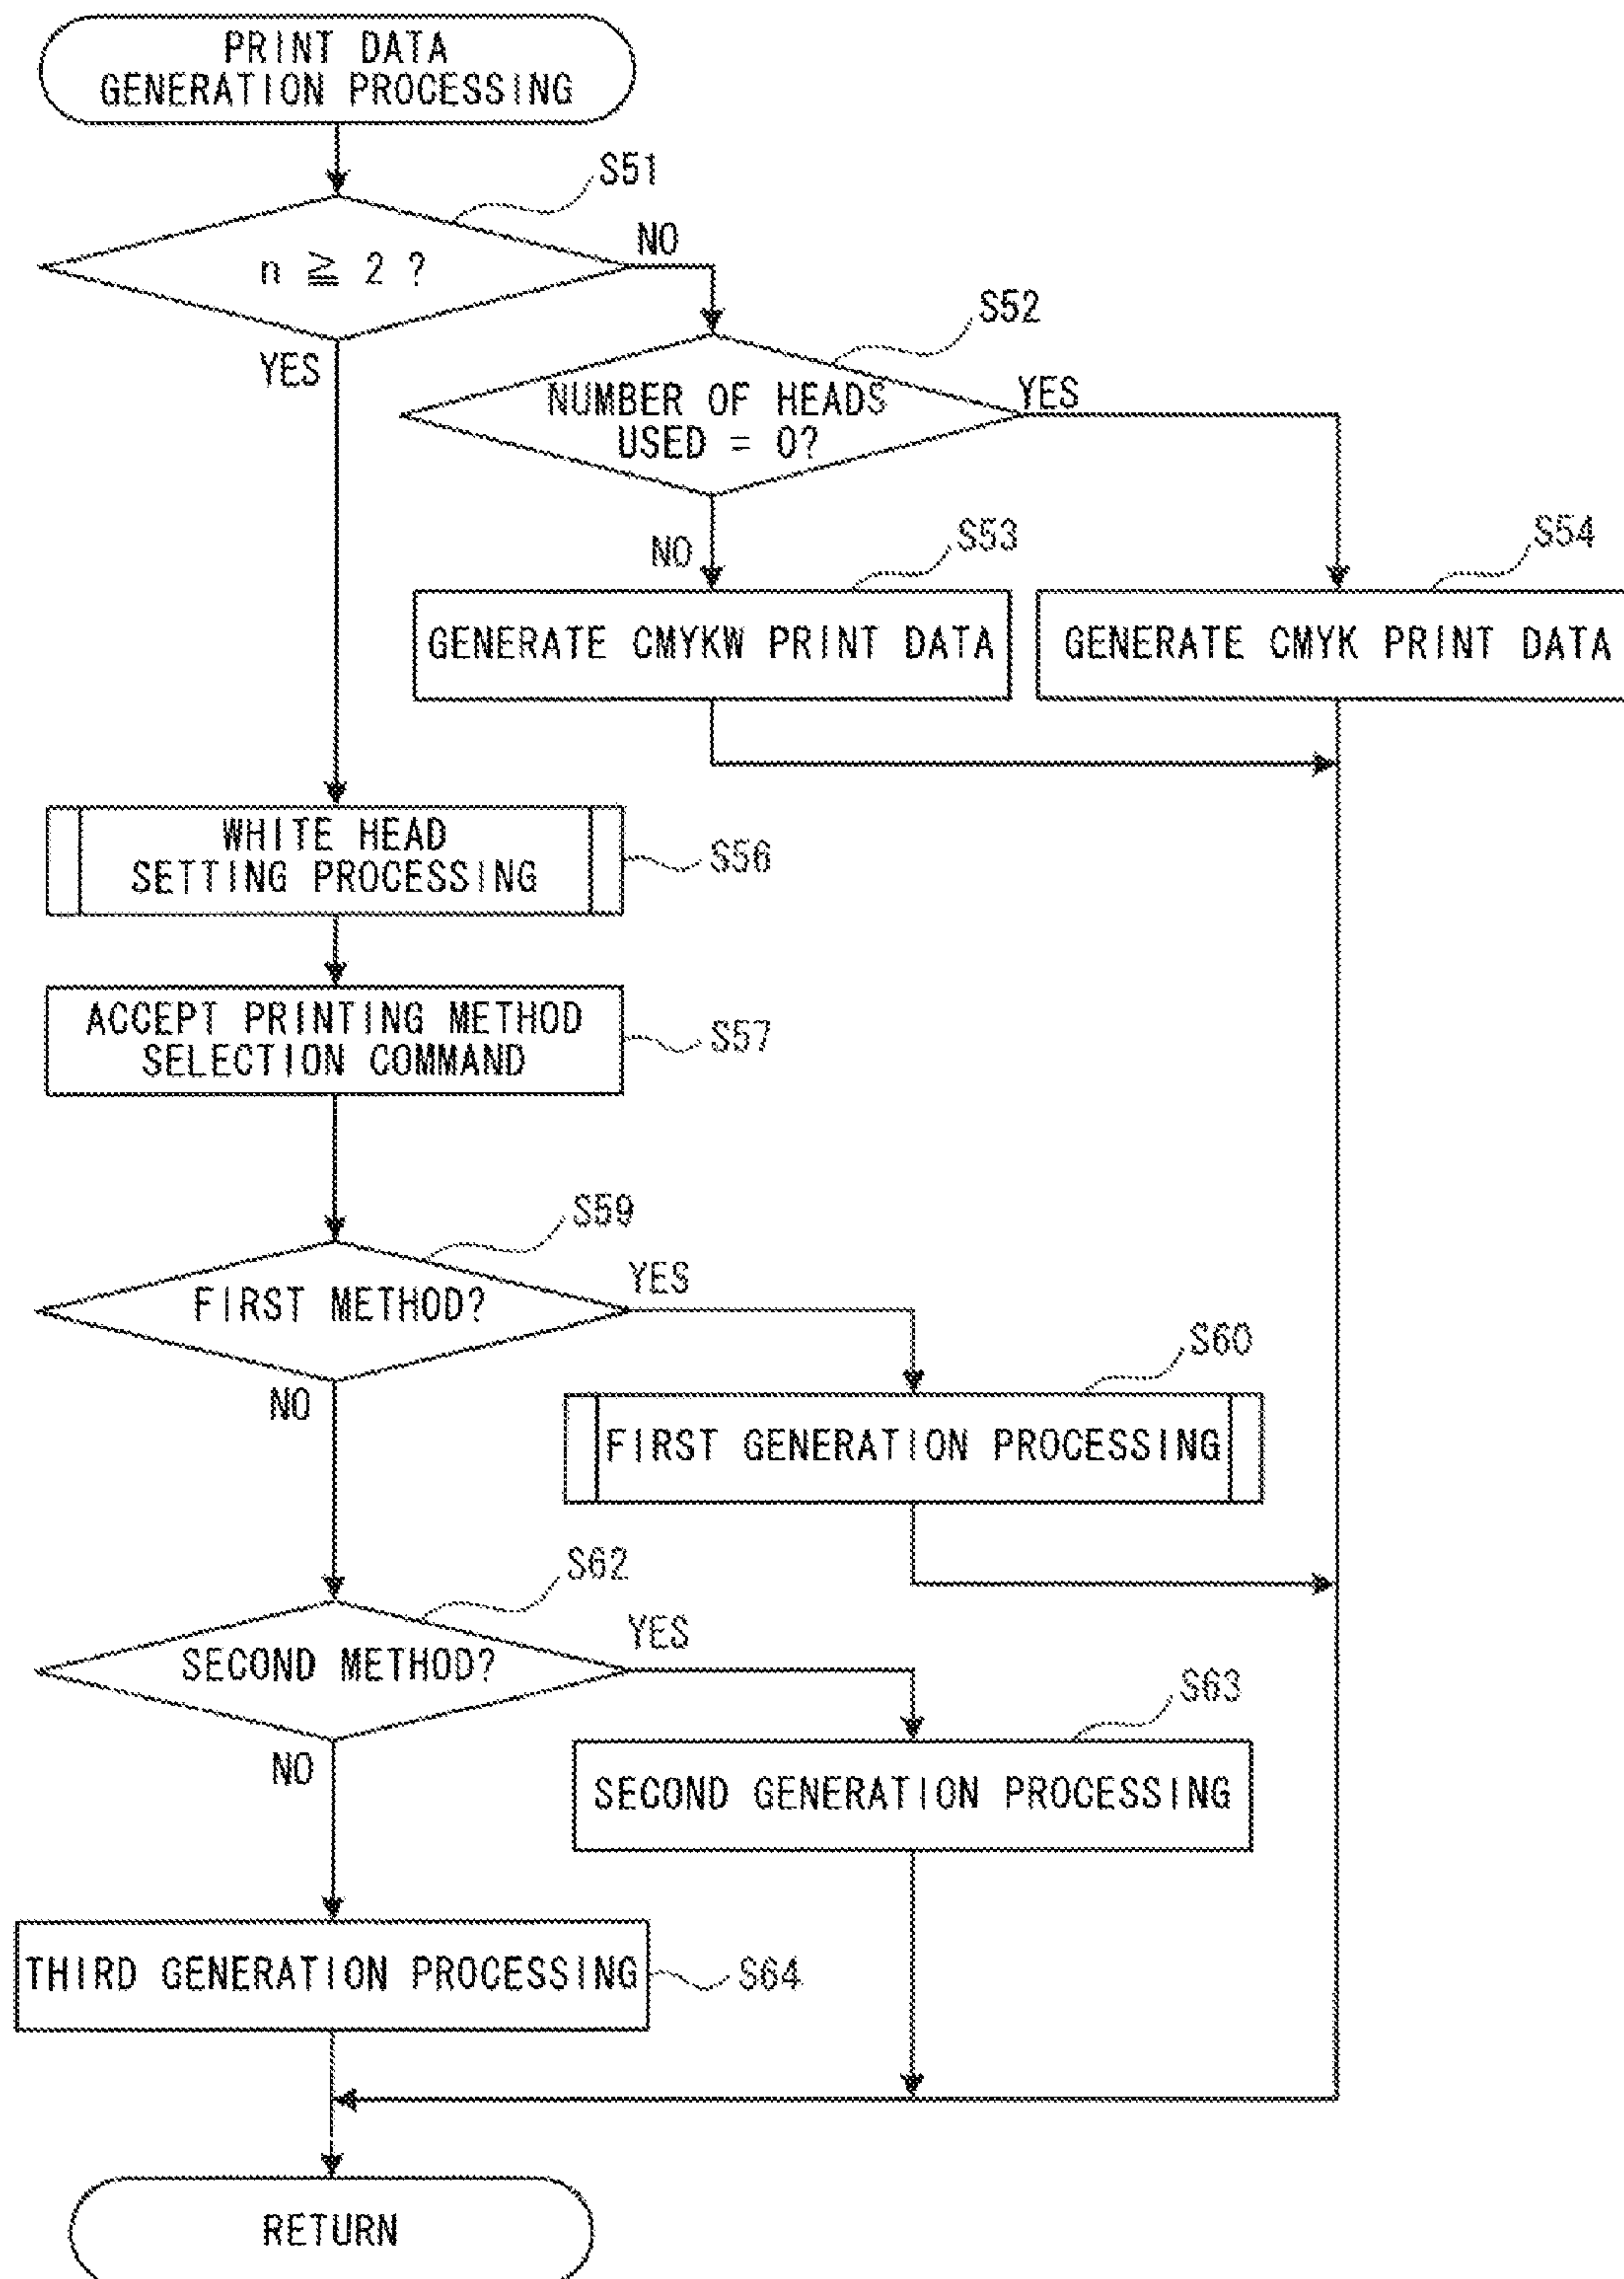 PRINT DATA
GENERATION PROCESSING
S51
n ≧ 2 ?
NO
YES
S52
NUMBER OF HEADS
USED = 0?
YES
NO
S53
S54
GENERATE CMYKW PRINT DATA
GENERATE CMYK PRINT DATA
WHITE HEAD
SETTING PROCESSING
S56
ACCEPT PRINTING METHOD
SELECTION COMMAND
S57
S59
FIRST METHOD?
YES
NO
S60
FIRST GENERATION PROCESSING
S62
SECOND METHOD?
YES
NO
S63
SECOND GENERATION PROCESSING
THIRD GENERATION PROCESSING
S64
RETURN